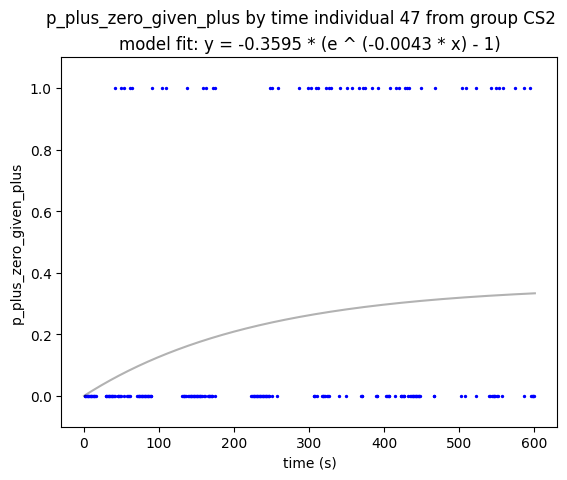 p_plus_zero_given_plus by time individual 47 from group CS2
model fit: y = -0.3595 * (e ^ (-0.0043 * x) - 1)
1.0
0.8
0.6
0.4
0.2
0.0
p_plus_zero_given_plus
0 100 200 300 400 500 600
time (s)